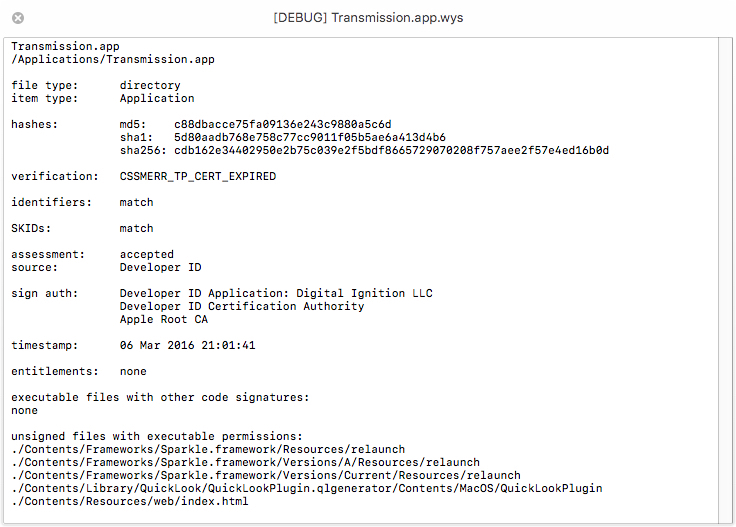 [DEBUG] Transmission.app.wys
Transmission.app
/Applications/Transmission.app
file type: directory
item type: Application
hashes: md5: c88dbacce75fa09136e243c9880a5c6d
sha1: 5d80aadb768e758c77cc9011f05b5ae6a413d4b6
sha256: cdb162e34402950e2b75c039e2f5bdf8665729070208f757aee2f57e4ed16b0d
verification: CSSMERR_TP_CERT_EXPIRED
identifiers: match
SKIDs: match
assessment: accepted
source: Developer ID
sign auth: Developer ID Application: Digital Ignition LLC
Developer ID Certification Authority
Apple Root CA
timestamp: 06 Mar 2016 21:01:41
entitlements: none
executable files with other code signatures:
none
unsigned files with executable permissions:
./Contents/Frameworks/Sparkle.framework/Resources/relaunch
./Contents/Frameworks/Sparkle.framework/Versions/A/Resources/relaunch
./Contents/Frameworks/Sparkle.framework/Versions/Current/Resources/relaunch
./Contents/Library/QuickLook/QuickLookPlugin.qlgenerator/Contents/MacOS/QuickLookPlugin
./Contents/Resources/web/index.html